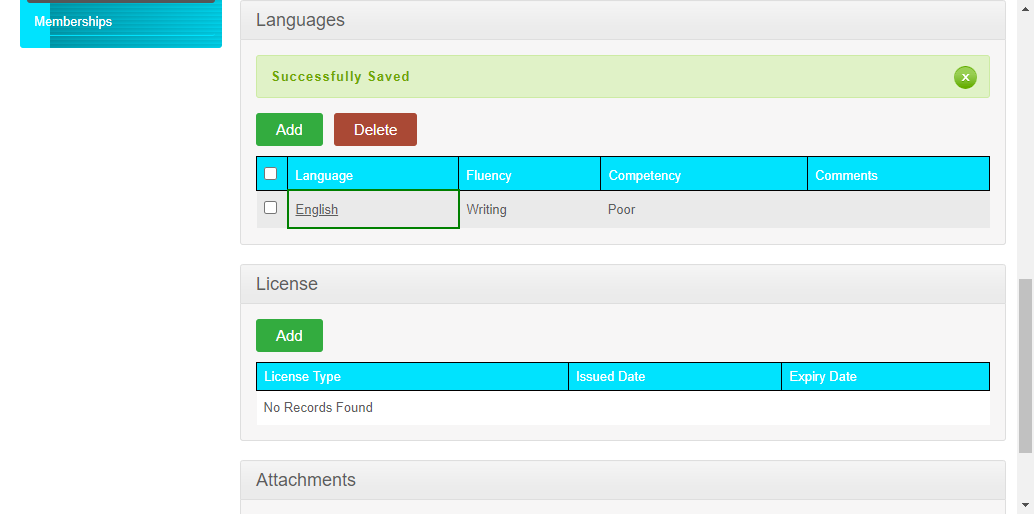 Memberships
Languages
Successfully Saved
x
Add Delete
Language Fluency Competency Comments
English Writing Poor
License
Add
License Type Issued Date Expiry Date
No Records Found
Attachments